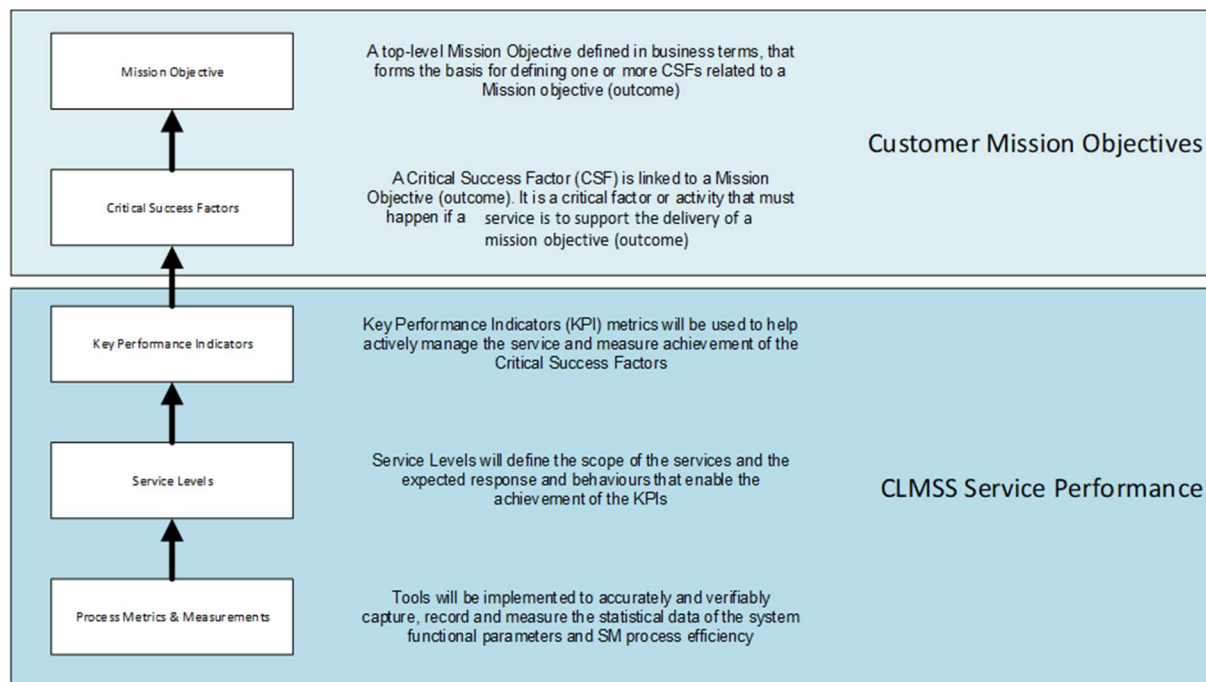 Mission Objective
A top-level Mission Objective defined in business terms, that
forms the basis for defining one or more CSFs related to a
Mission objective (outcome)
Customer Mission Objectives
Critical Success Factors
A Critical Success Factor (CSF) is linked to a Mission
Objective (outcome). It is a critical factor or activity that must
happen if a service is to support the delivery of a
mission objective (outcome)
Key Performance Indicators
Key Performance Indicators (KPI) metrics will be used to help
actively manage the service and measure achievement of the
Critical Success Factors
Service Levels
Service Levels will define the scope of the services and the
expected response and behaviours that enable the
achievement of the KPIs
CLMSS Service Performance
Process Metrics & Measurements
Tools will be implemented to accurately and verifiably
capture, record and measure the statistical data of the system
functional parameters and SM process efficiency